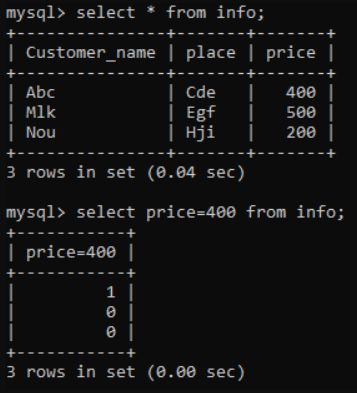 mysql> select * from info;
+---------------+-------+-------+
| Customer_name | place | price |
+---------------+-------+-------+
| Abc | Cde | 400 |
| Mlk | Egf | 500 |
| Nou | Hji | 200 |
+---------------+-------+-------+
3 rows in set (0.04 sec)
mysql> select price=400 from info;
+-----------+
| price=400 |
+-----------+
| 1 |
| 0 |
| 0 |
+-----------+
3 rows in set (0.00 sec)